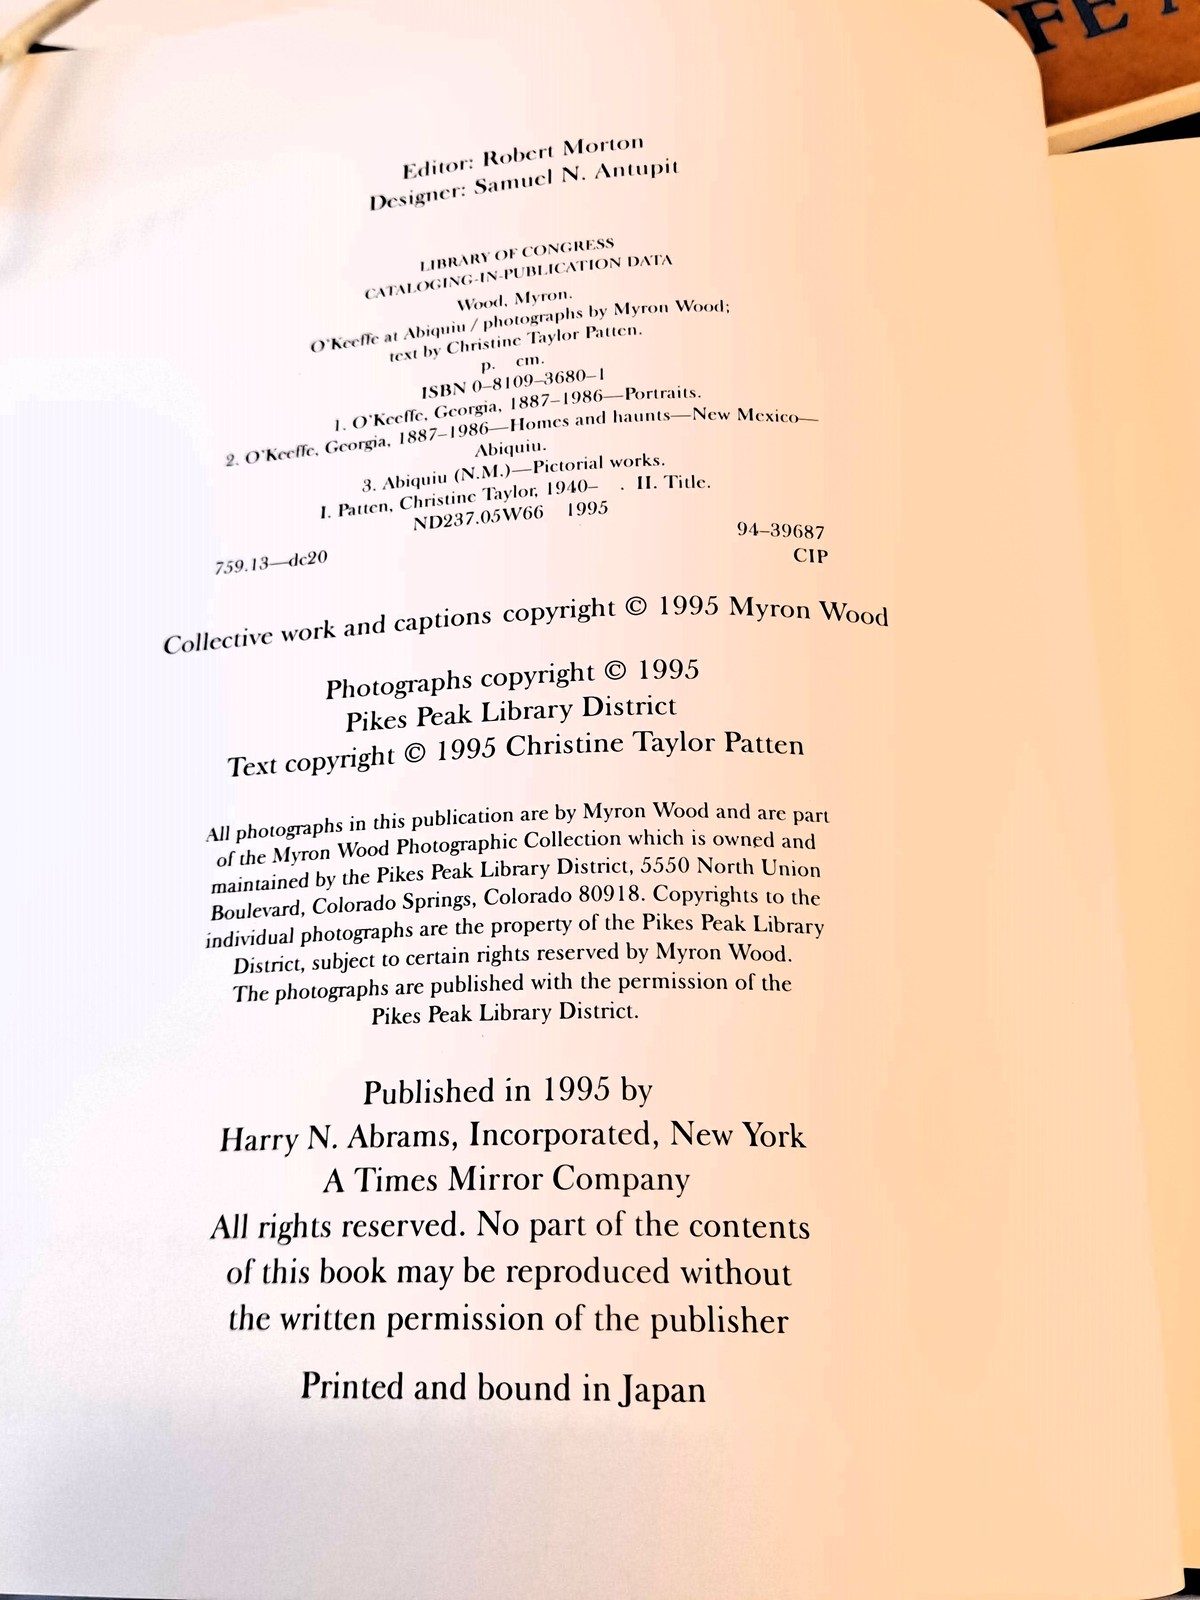 FE
Editor: Robert Morton
Designer: Samuel N. Antupit
LIBRARY OF CONGRESS
CATALOGING-IN-PUBLICATION DATA
Wood, Myron.
O'Keeffe at Abiquiu / photographs by Myron Wood;
text by Christine Taylor Patten.
p. cm.
ISBN 0–8109–3680–1
1. O'Keeffe, Georgia, 1887–1986—Portraits.
2. O'Keeffe, Georgia, 1887–1986—Homes and haunts—New Mexico—
Abiquiu.
3. Abiquiu (N.M.)—Pictorial works.
I. Patten, Christine Taylor, 1940– . II. Title.
ND237.05W66 1995
94–39687
759.13—dc20
CIP
Collective work and captions copyright © 1995 Myron Wood
Photographs copyright © 1995
Pikes Peak Library District
Text copyright © 1995 Christine Taylor Patten
All photographs in this publication are by Myron Wood and are part
of the Myron Wood Photographic Collection which is owned and
maintained by the Pikes Peak Library District, 5550 North Union
Boulevard, Colorado Springs, Colorado 80918. Copyrights to the
individual photographs are the property of the Pikes Peak Library
District, subject to certain rights reserved by Myron Wood.
The photographs are published with the permission of the
Pikes Peak Library District.
Published in 1995 by
Harry N. Abrams, Incorporated, New York
A Times Mirror Company
All rights reserved. No part of the contents
of this book may be reproduced without
the written permission of the publisher
Printed and bound in Japan